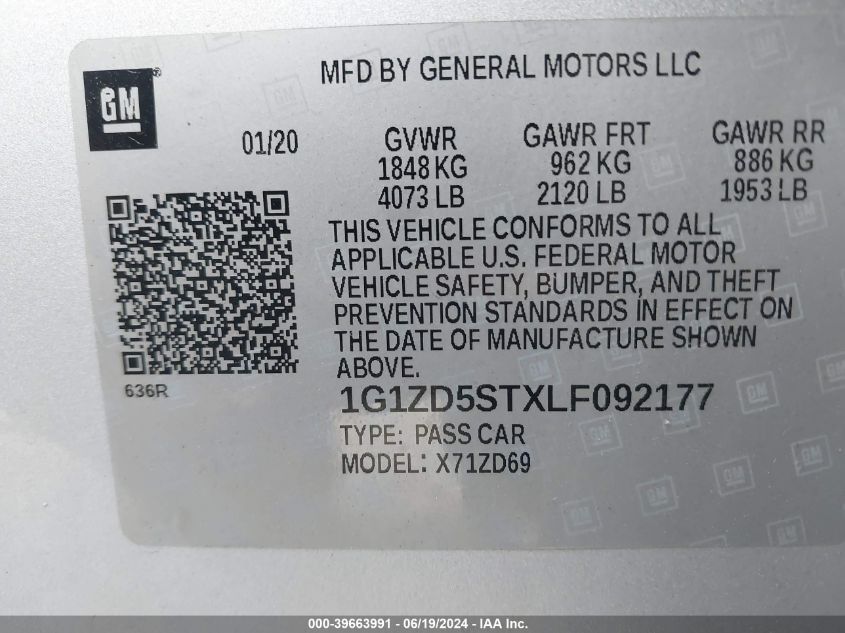 GM®
MFD BY GENERAL MOTORS LLC
01/20 GVWR GAWR FRT GAWR RR
1848 KG 962 KG 886 KG
4073 LB 2120 LB 1953 LB
THIS VEHICLE CONFORMS TO ALL
APPLICABLE U.S. FEDERAL MOTOR
VEHICLE SAFETY, BUMPER, AND THEFT
PREVENTION STANDARDS IN EFFECT ON
THE DATE OF MANUFACTURE SHOWN
ABOVE.
636R
1G1ZD5STXLF092177
TYPE: PASS CAR
MODEL: X71ZD69
000-39663991 - 06/19/2024 - IAAI.com